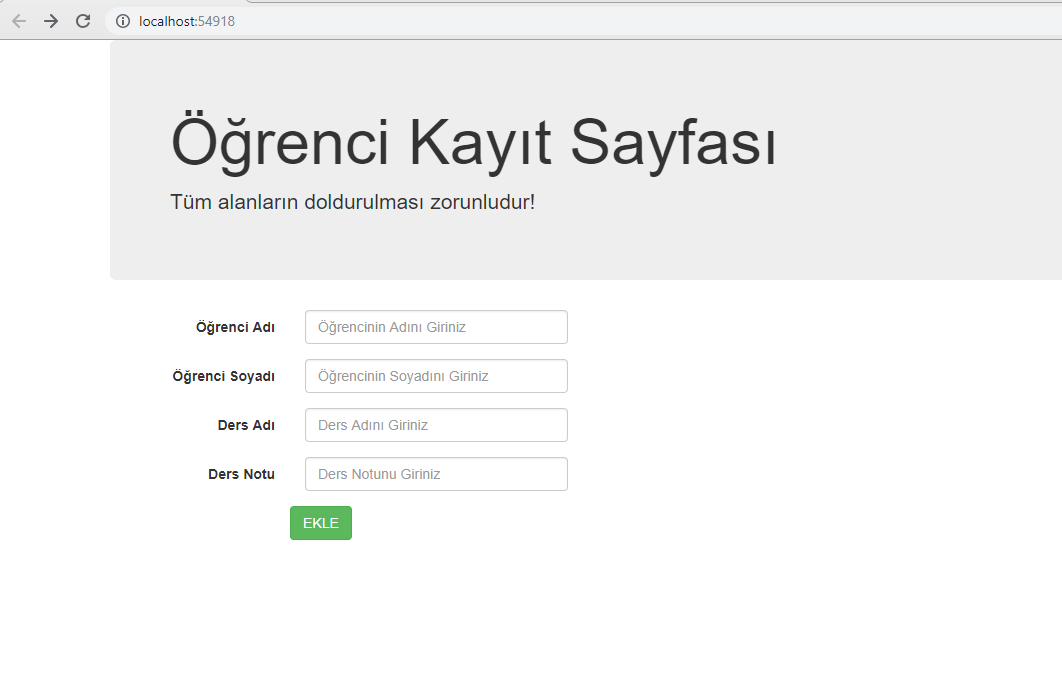 localhost:54918
Öğrenci Kayıt Sayfası
Tüm alanların doldurulması zorunludur!
Öğrenci Adı Öğrencinin Adını Giriniz
Öğrenci Soyadı Öğrencinin Soyadını Giriniz
Ders Adı Ders Adını Giriniz
Ders Notu Ders Notunu Giriniz
EKLE